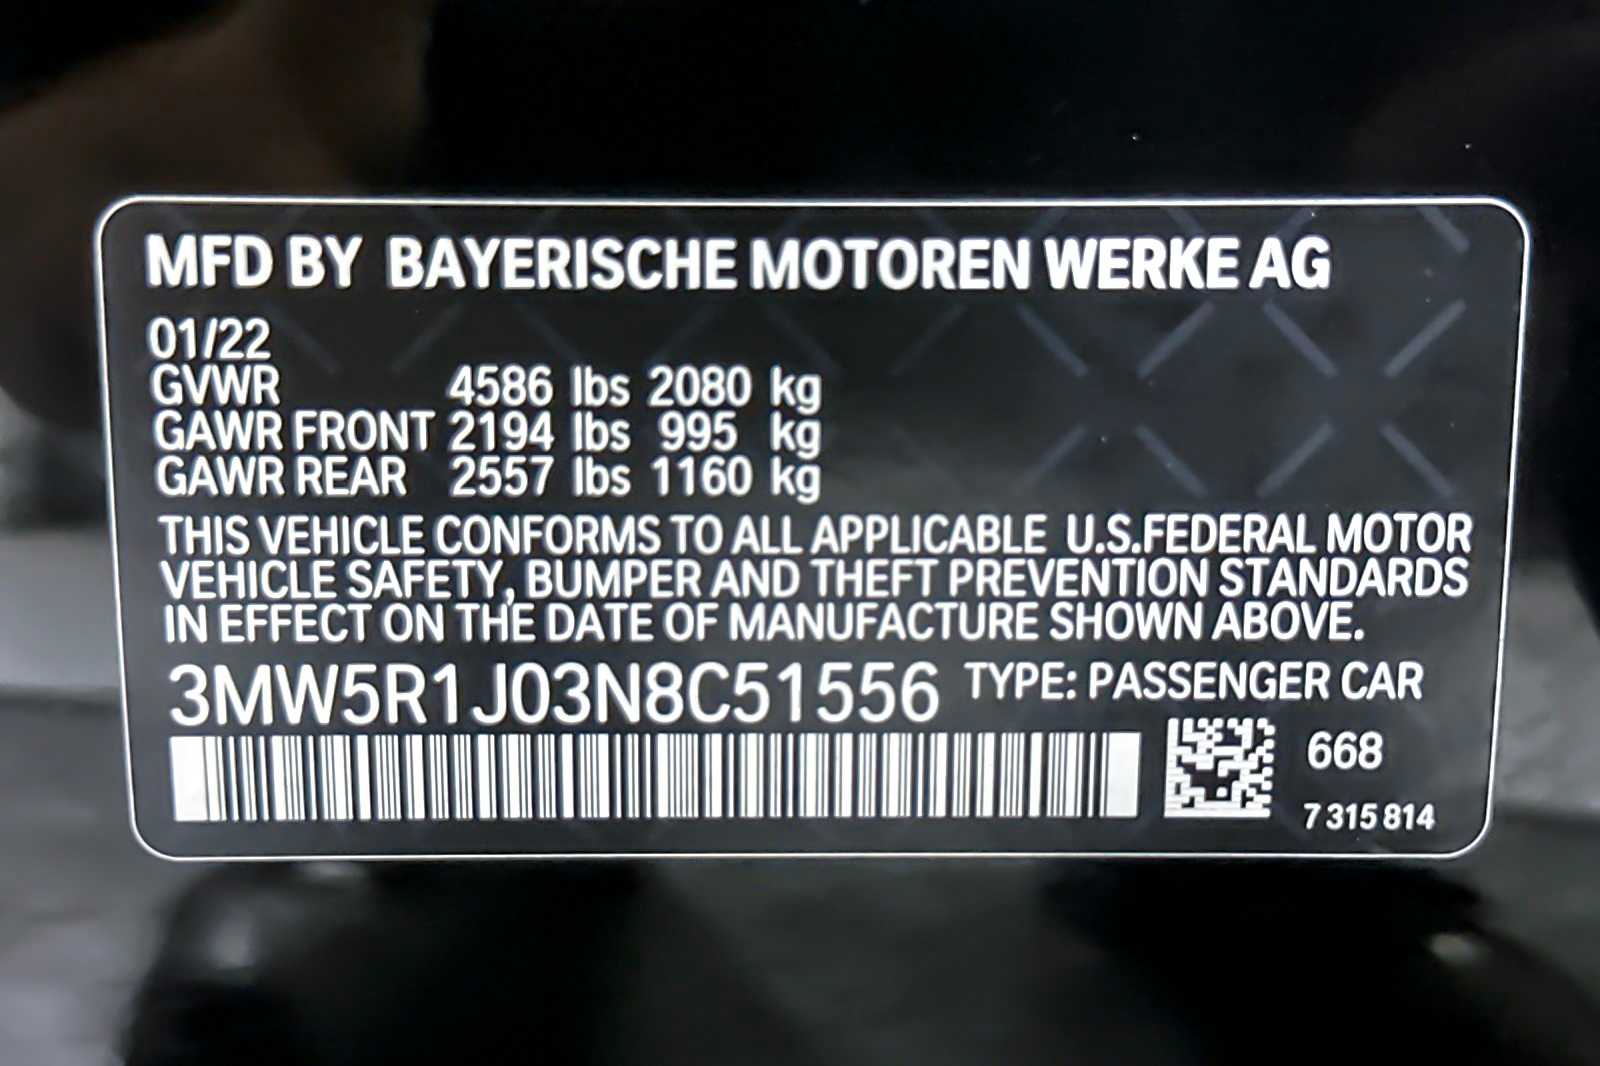 MFD BY BAYERISCHE MOTOREN WERKE AG
01/22
GVWR 4586 lbs 2080 kg
GAWR FRONT 2194 lbs 995 kg
GAWR REAR 2557 lbs 1160 kg
THIS VEHICLE CONFORMS TO ALL APPLICABLE U.S.FEDERAL MOTOR
VEHICLE SAFETY, BUMPER AND THEFT PREVENTION STANDARDS
IN EFFECT ON THE DATE OF MANUFACTURE SHOWN ABOVE.
3MW5R1J03N8C51556 TYPE: PASSENGER CAR
668
7 315 814